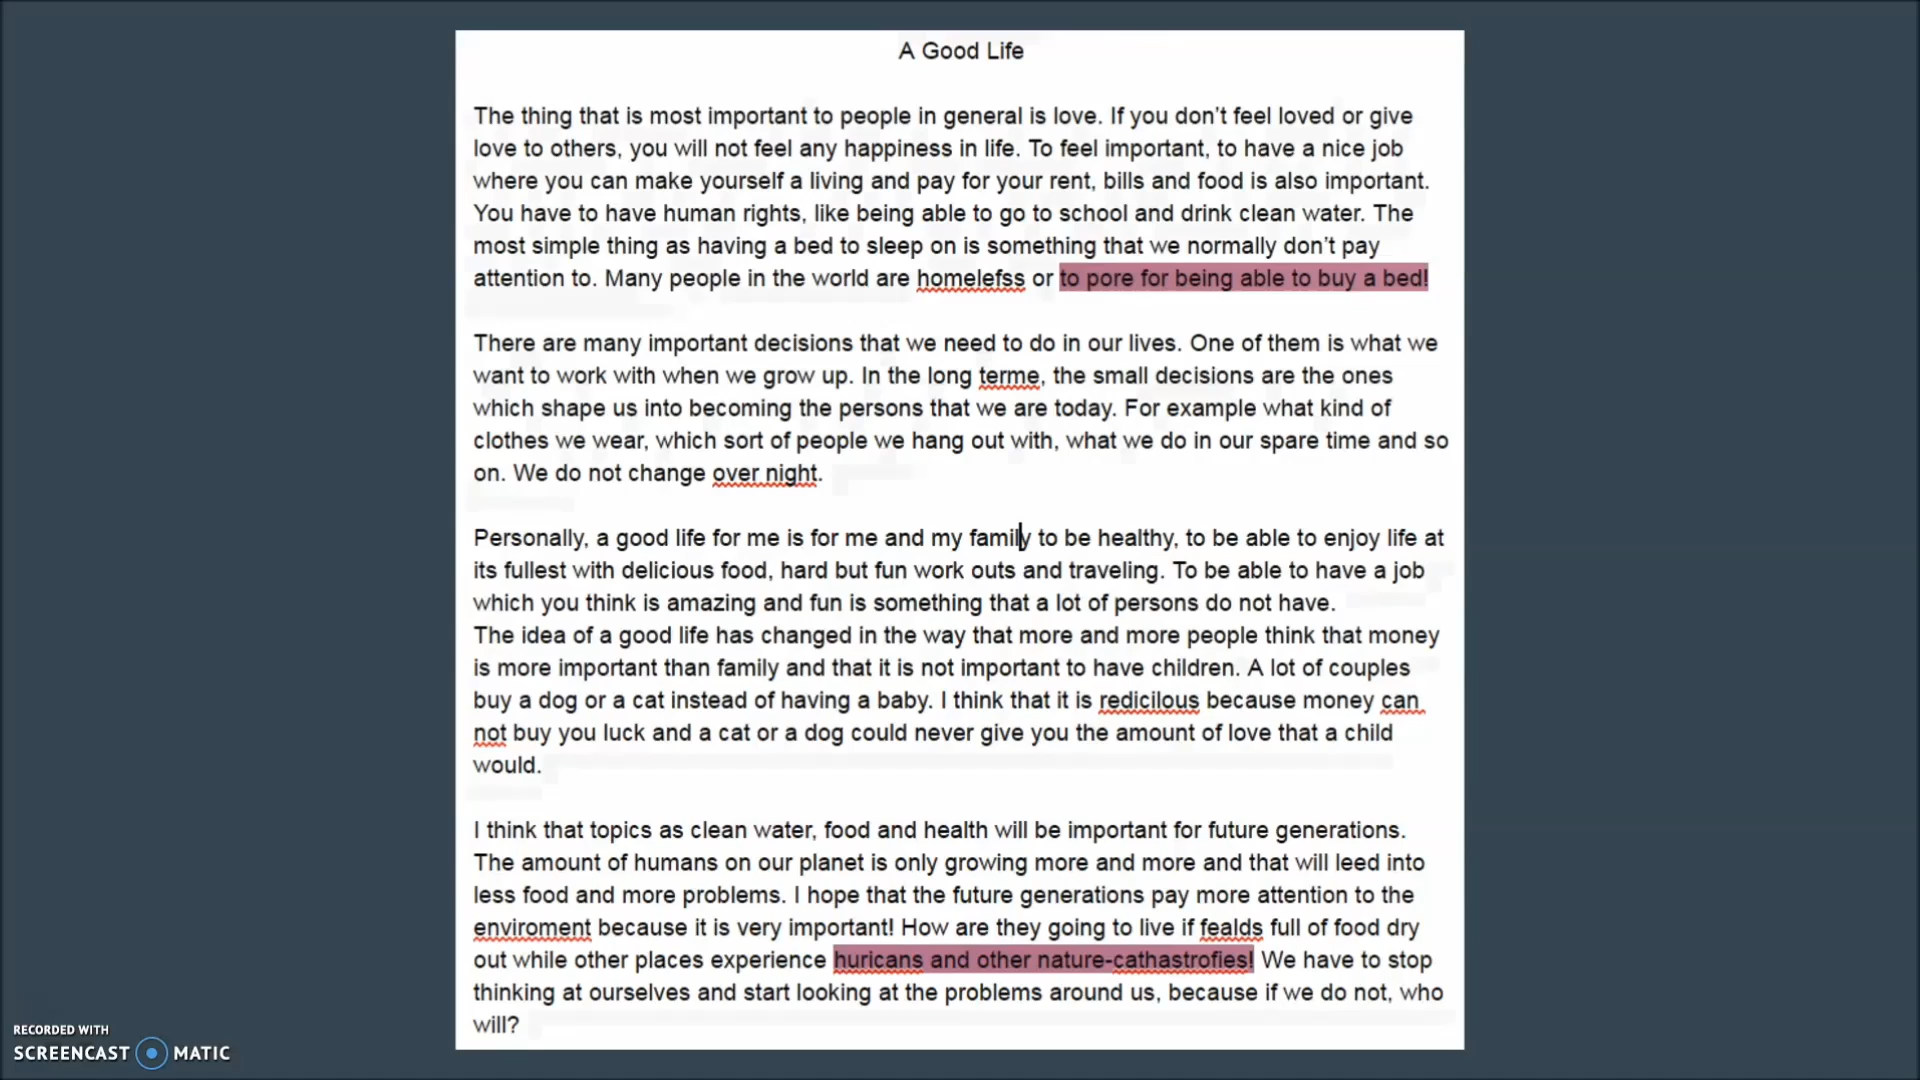 A Good Life
The thing that is most important to people in general is love. If you don't feel loved or give
love to others, you will not feel any happiness in life. To feel important, to have a nice job
where you can make yourself a living and pay for your rent, bills and food is also important.
You have to have human rights, like being able to go to school and drink clean water. The
most simple thing as having a bed to sleep on is something that we normally don't pay
attention to. Many people in the world are homelefss or to pore for being able to buy a bed!
There are many important decisions that we need to do in our lives. One of them is what we
want to work with when we grow up. In the long terme, the small decisions are the ones
which shape us into becoming the persons that we are today. For example what kind of
clothes we wear, which sort of people we hang out with, what we do in our spare time and so
on. We do not change over night.
Personally, a good life for me is for me and my family to be healthy, to be able to enjoy life at
its fullest with delicious food, hard but fun work outs and traveling. To be able to have a job
which you think is amazing and fun is something that a lot of persons do not have.
The idea of a good life has changed in the way that more and more people think that money
is more important than family and that it is not important to have children. A lot of couples
buy a dog or a cat instead of having a baby. I think that it is redicilous because money can
not buy you luck and a cat or a dog could never give you the amount of love that a child
would.
I think that topics as clean water, food and health will be important for future generations.
The amount of humans on our planet is only growing more and more and that will leed into
less food and more problems. I hope that the future generations pay more attention to the
enviroment because it is very important! How are they going to live if fealds full of food dry
out while other places experience huricans and other nature-cathastrofies! We have to stop
thinking at ourselves and start looking at the problems around us, because if we do not, who
will?
RECORDED WITH
SCREENCAST MATIC